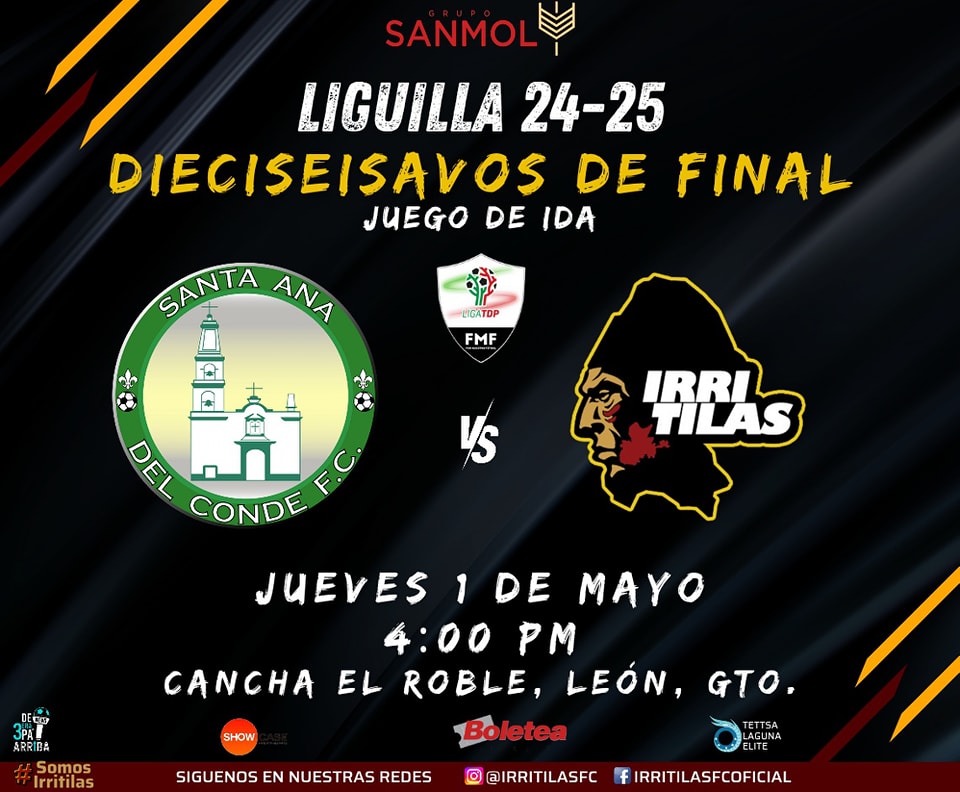 GRUPO
SANMOL
LIGUILLA 24-25
DIECISEISAVOS DE FINAL
JUEGO DE IDA
SANTA ANA
DEL CONDE F.C.
LIGA TDP
FMF
VS
IRRI
TILAS
JUEVES 1 DE MAYO
4:00 PM
CANCHA EL ROBLE, LEÓN, GTO.
DE
3
PA'
ARRIBA
SHOWCASE
Boletea
TETTSA
LAGUNA
ELITE
#Somos
Irritilas
SIGUENOS EN NUESTRAS REDES @IRRITILASFC IRRITILASFCOFICIAL